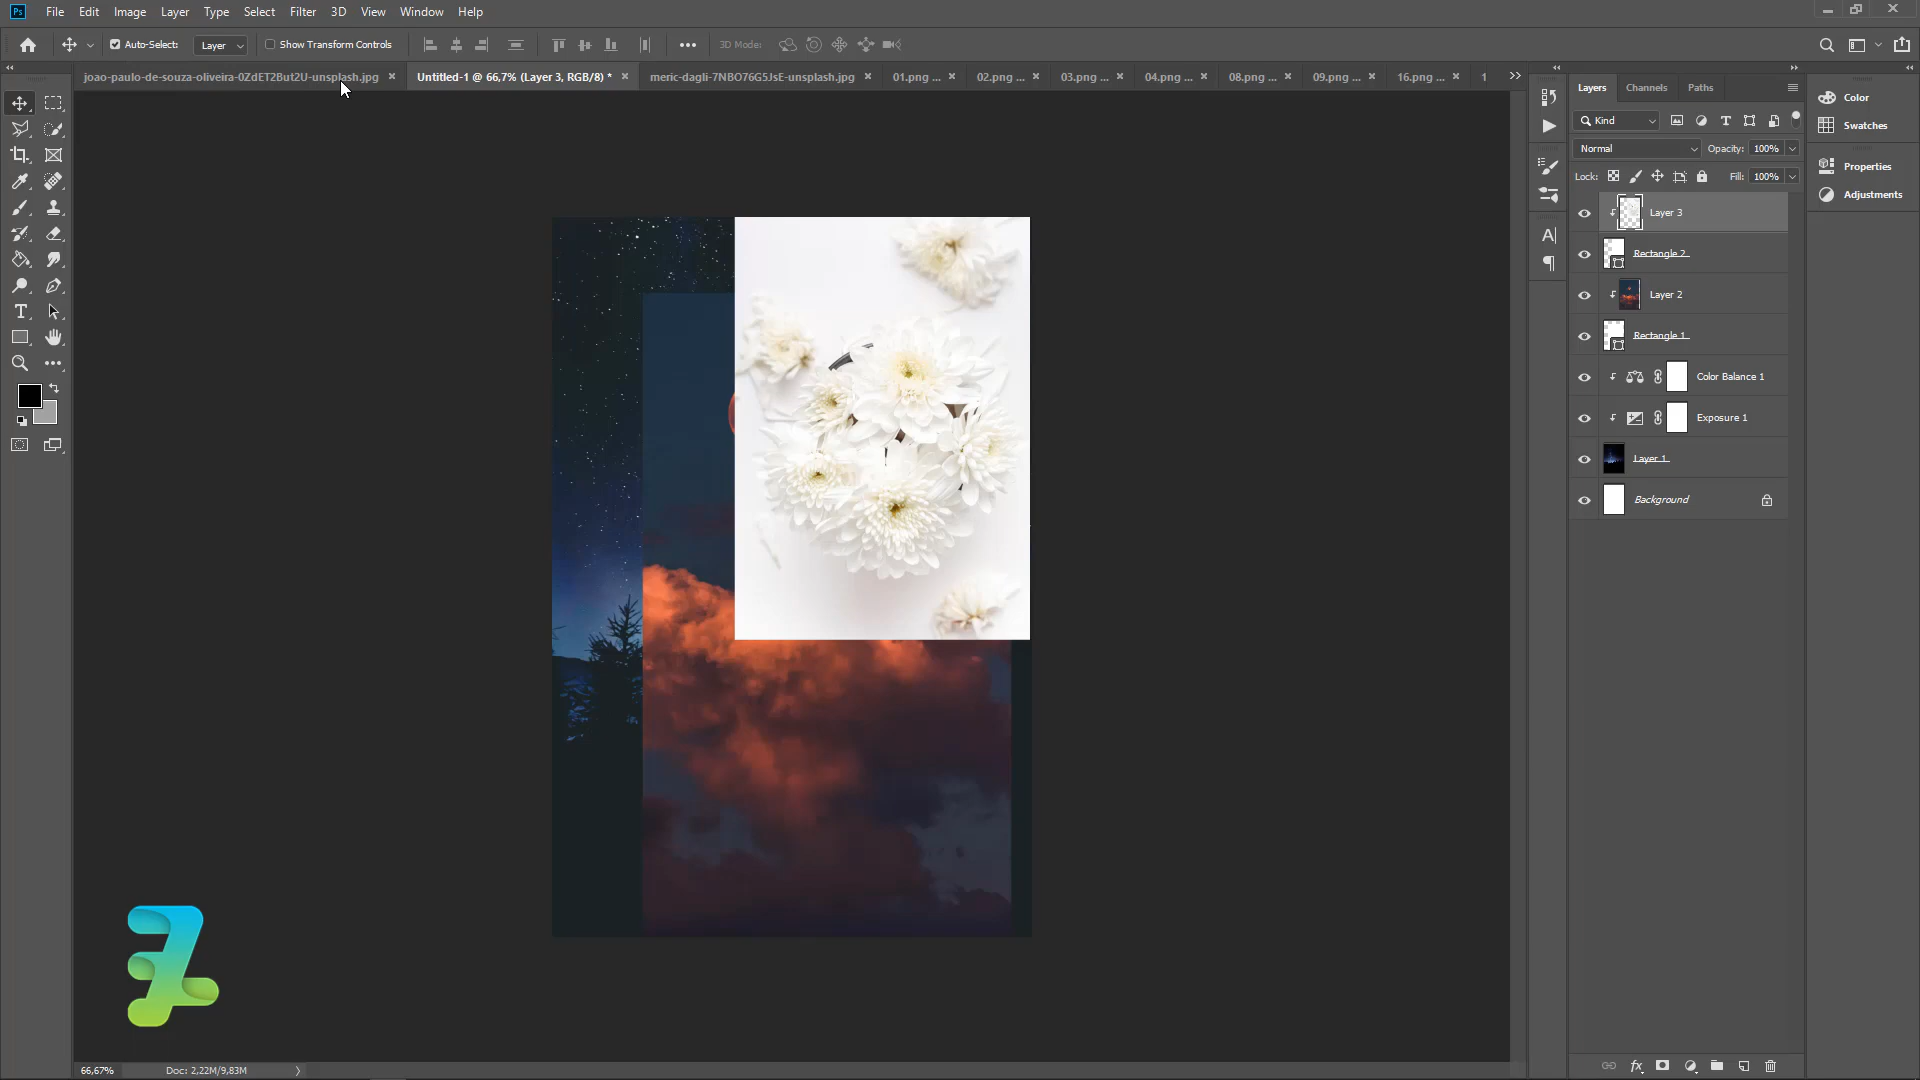 Ps File Edit Image Layer Type Select Filter 3D View Window Help
Auto-Select: Layer Show Transform Controls 3D Mode:
joao-paulo-de-souza-oliveira-0ZdET2But2U-unsplash.jpg Untitled-1 @ 66,7% (Layer 3, RGB/8) * meric-dagli-7NBO76G5JsE-unsplash.jpg 01.png ... 02.png ... 03.png ... 04.png ... 08.png ... 09.png ... 16.png ... 1
Layers Channels Paths
Kind
Normal Opacity: 100%
Lock: Fill: 100%
Layer 3
Rectangle 2
Layer 2
Rectangle 1
Color Balance 1
Exposure 1
Layer 1
Background
Color
Swatches
Properties
Adjustments
66,67% Doc: 2,22M/9,83M